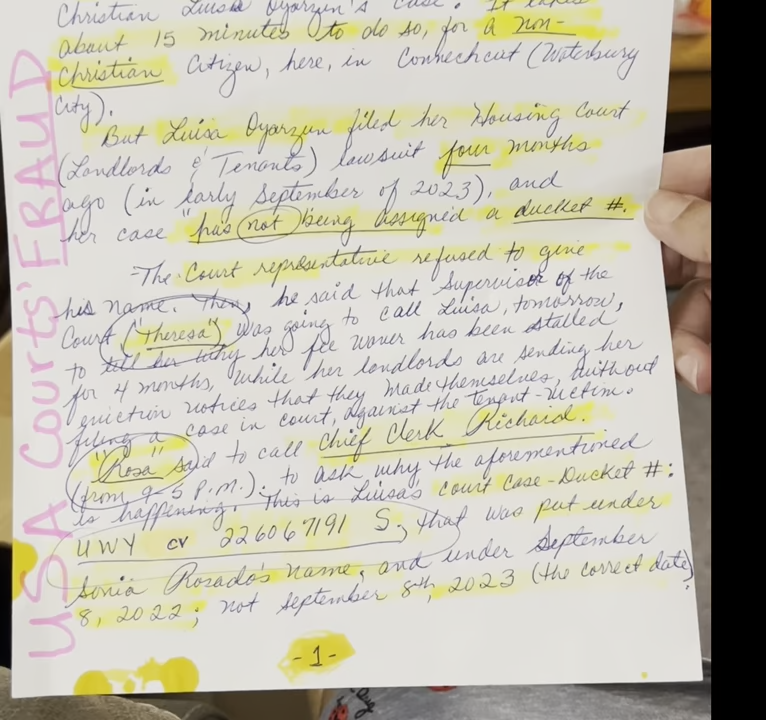 Christian Luisa Oyarzun's case. It takes
about 15 minutes to do so, for a non-
Christian Citizen, here, in Connecticut (Waterbury
City).
But Luisa Oyarzun filed her Housing Court
(Landlords & Tenants) lawsuit four months
ago (in early September of 2023), and
her case "has not being assigned a ducket #.
The Court representative refused to give
his name. Then, he said that Supervisor of the
Court ("Theresa") was going to call Luisa, tomorrow,
to tell her why her fee waver has been stalled
for 4 months, while her landlords are sending her
eviction notices that they made themselves, without
filing a case in court, against the tenant-victim.
"Rosa" said to call Chief Clerk Richard.
(from 9-5 P.M.); to ask why the aforementioned
is happening. This is Luisa's court case-Ducket #:
UWY CV 226067191 S, that was put under
Sonia Rosado's name, and under September
8, 2022; not September 8th, 2023 (the correct date).
-1-
USA Courts' FRAUD